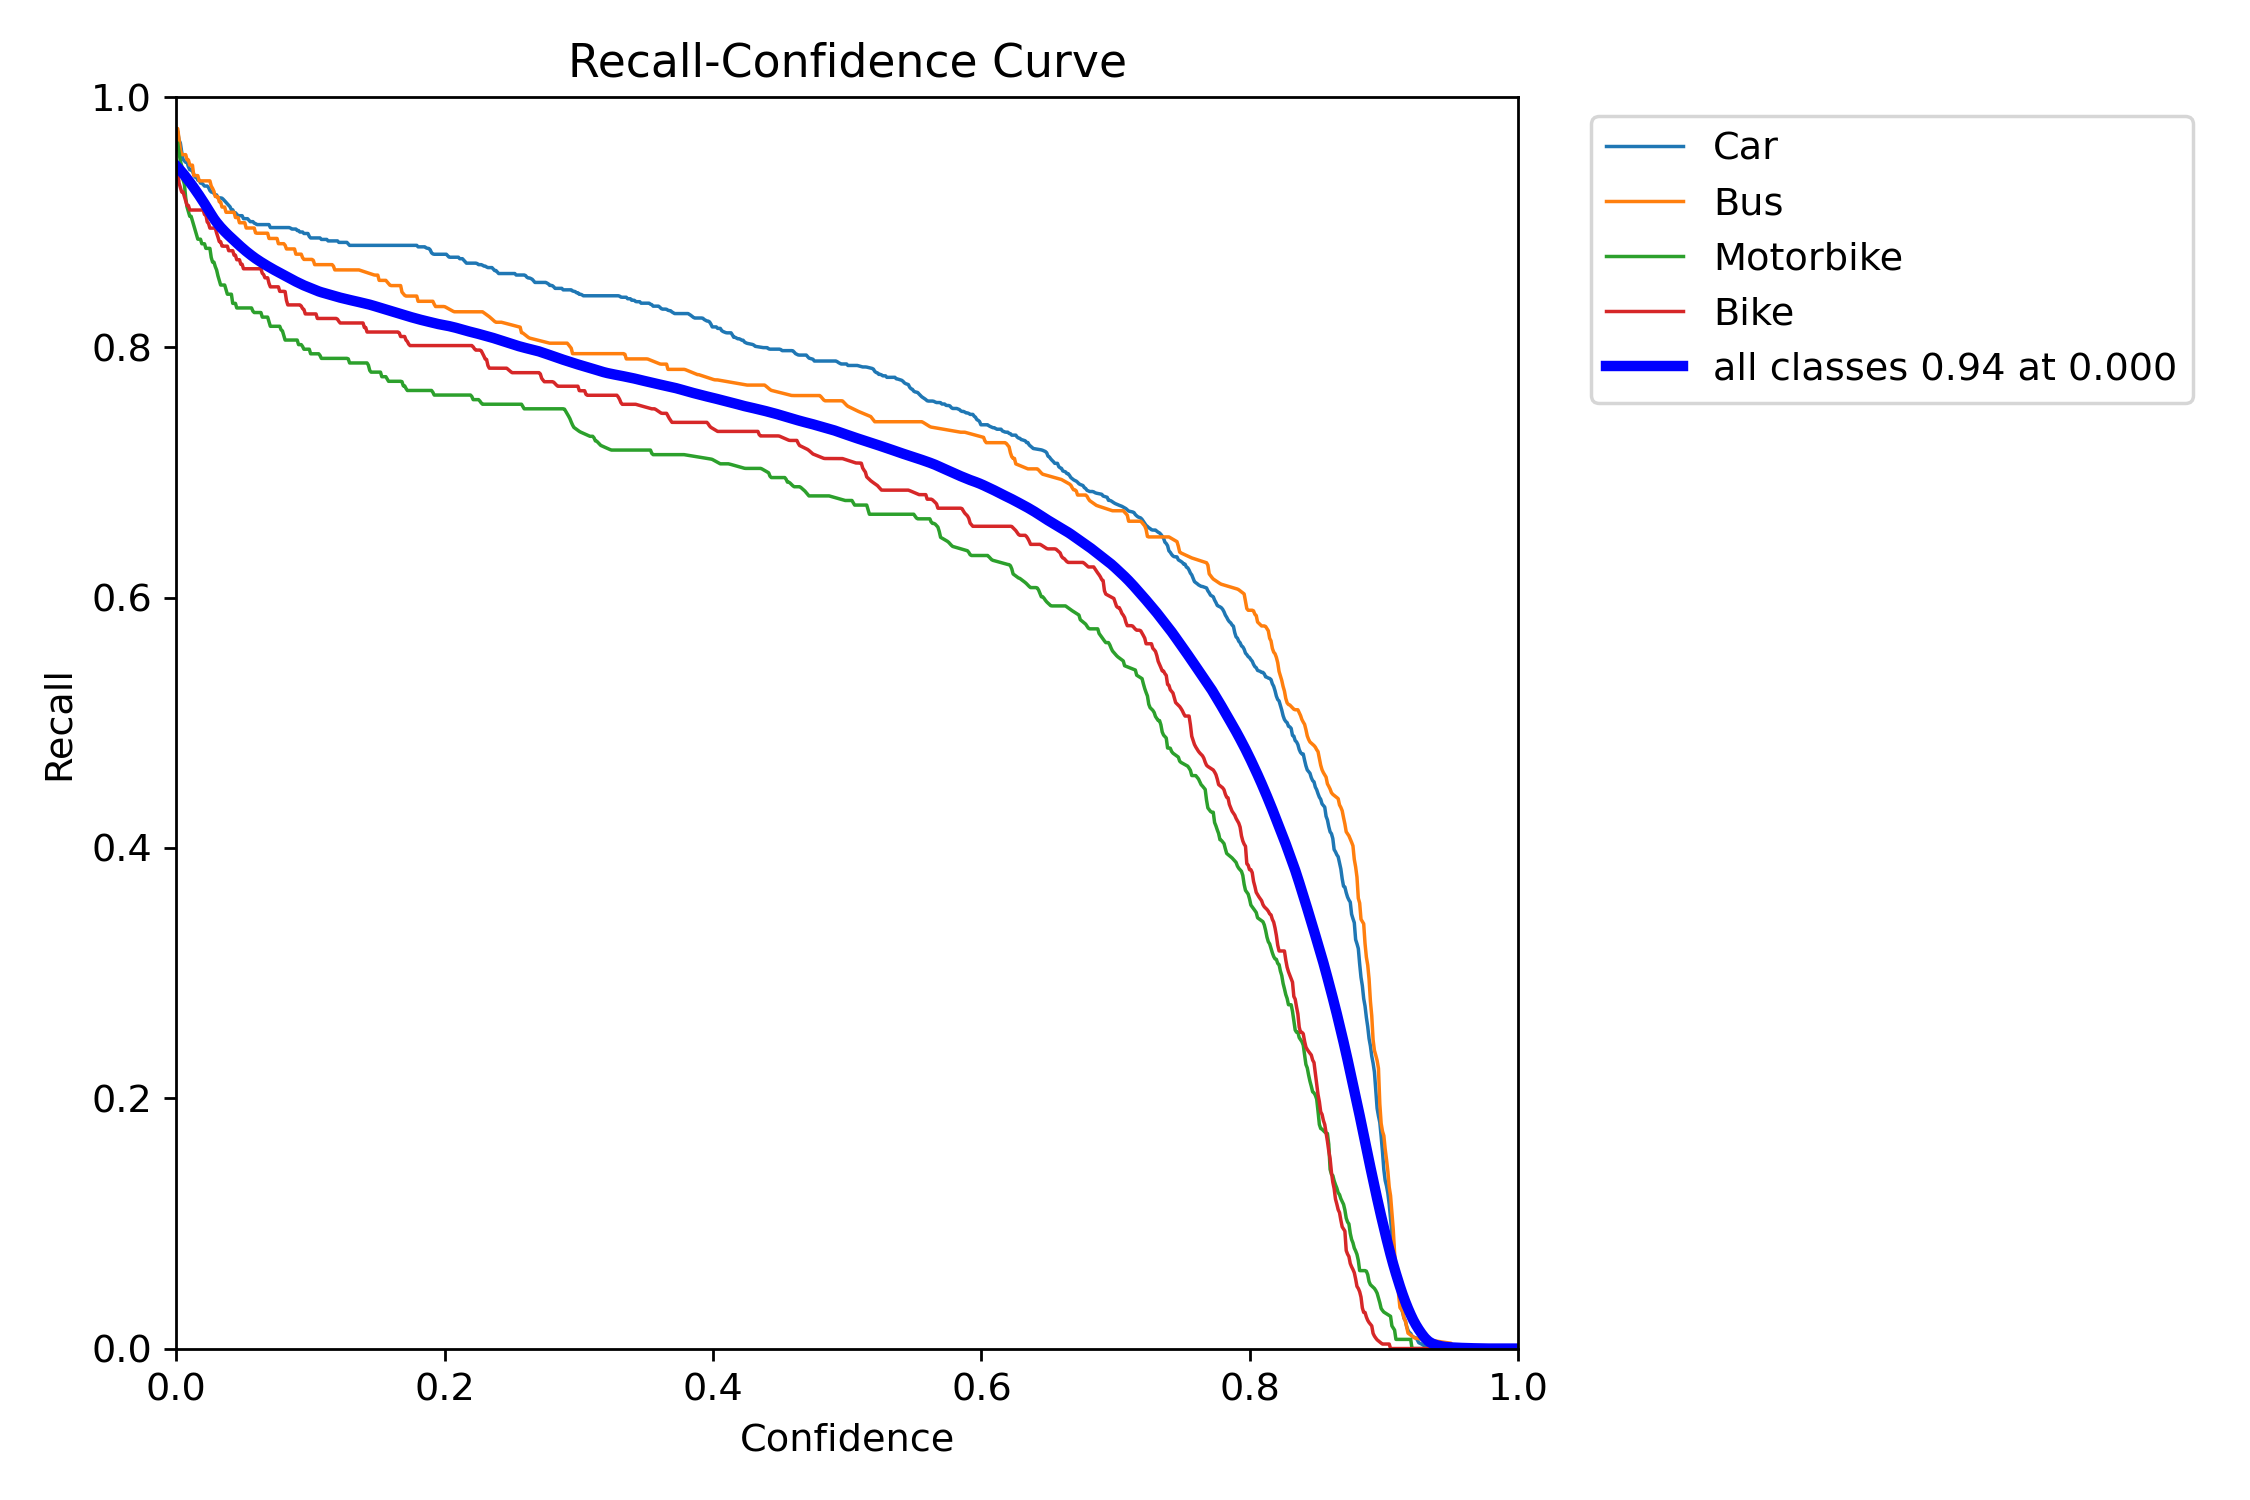 Recall-Confidence Curve
1.0
0.8
0.6
0.4
0.2
0.0
Recall
0.0 0.2 0.4 0.6 0.8 1.0
Confidence
Car
Bus
Motorbike
Bike
all classes 0.94 at 0.000